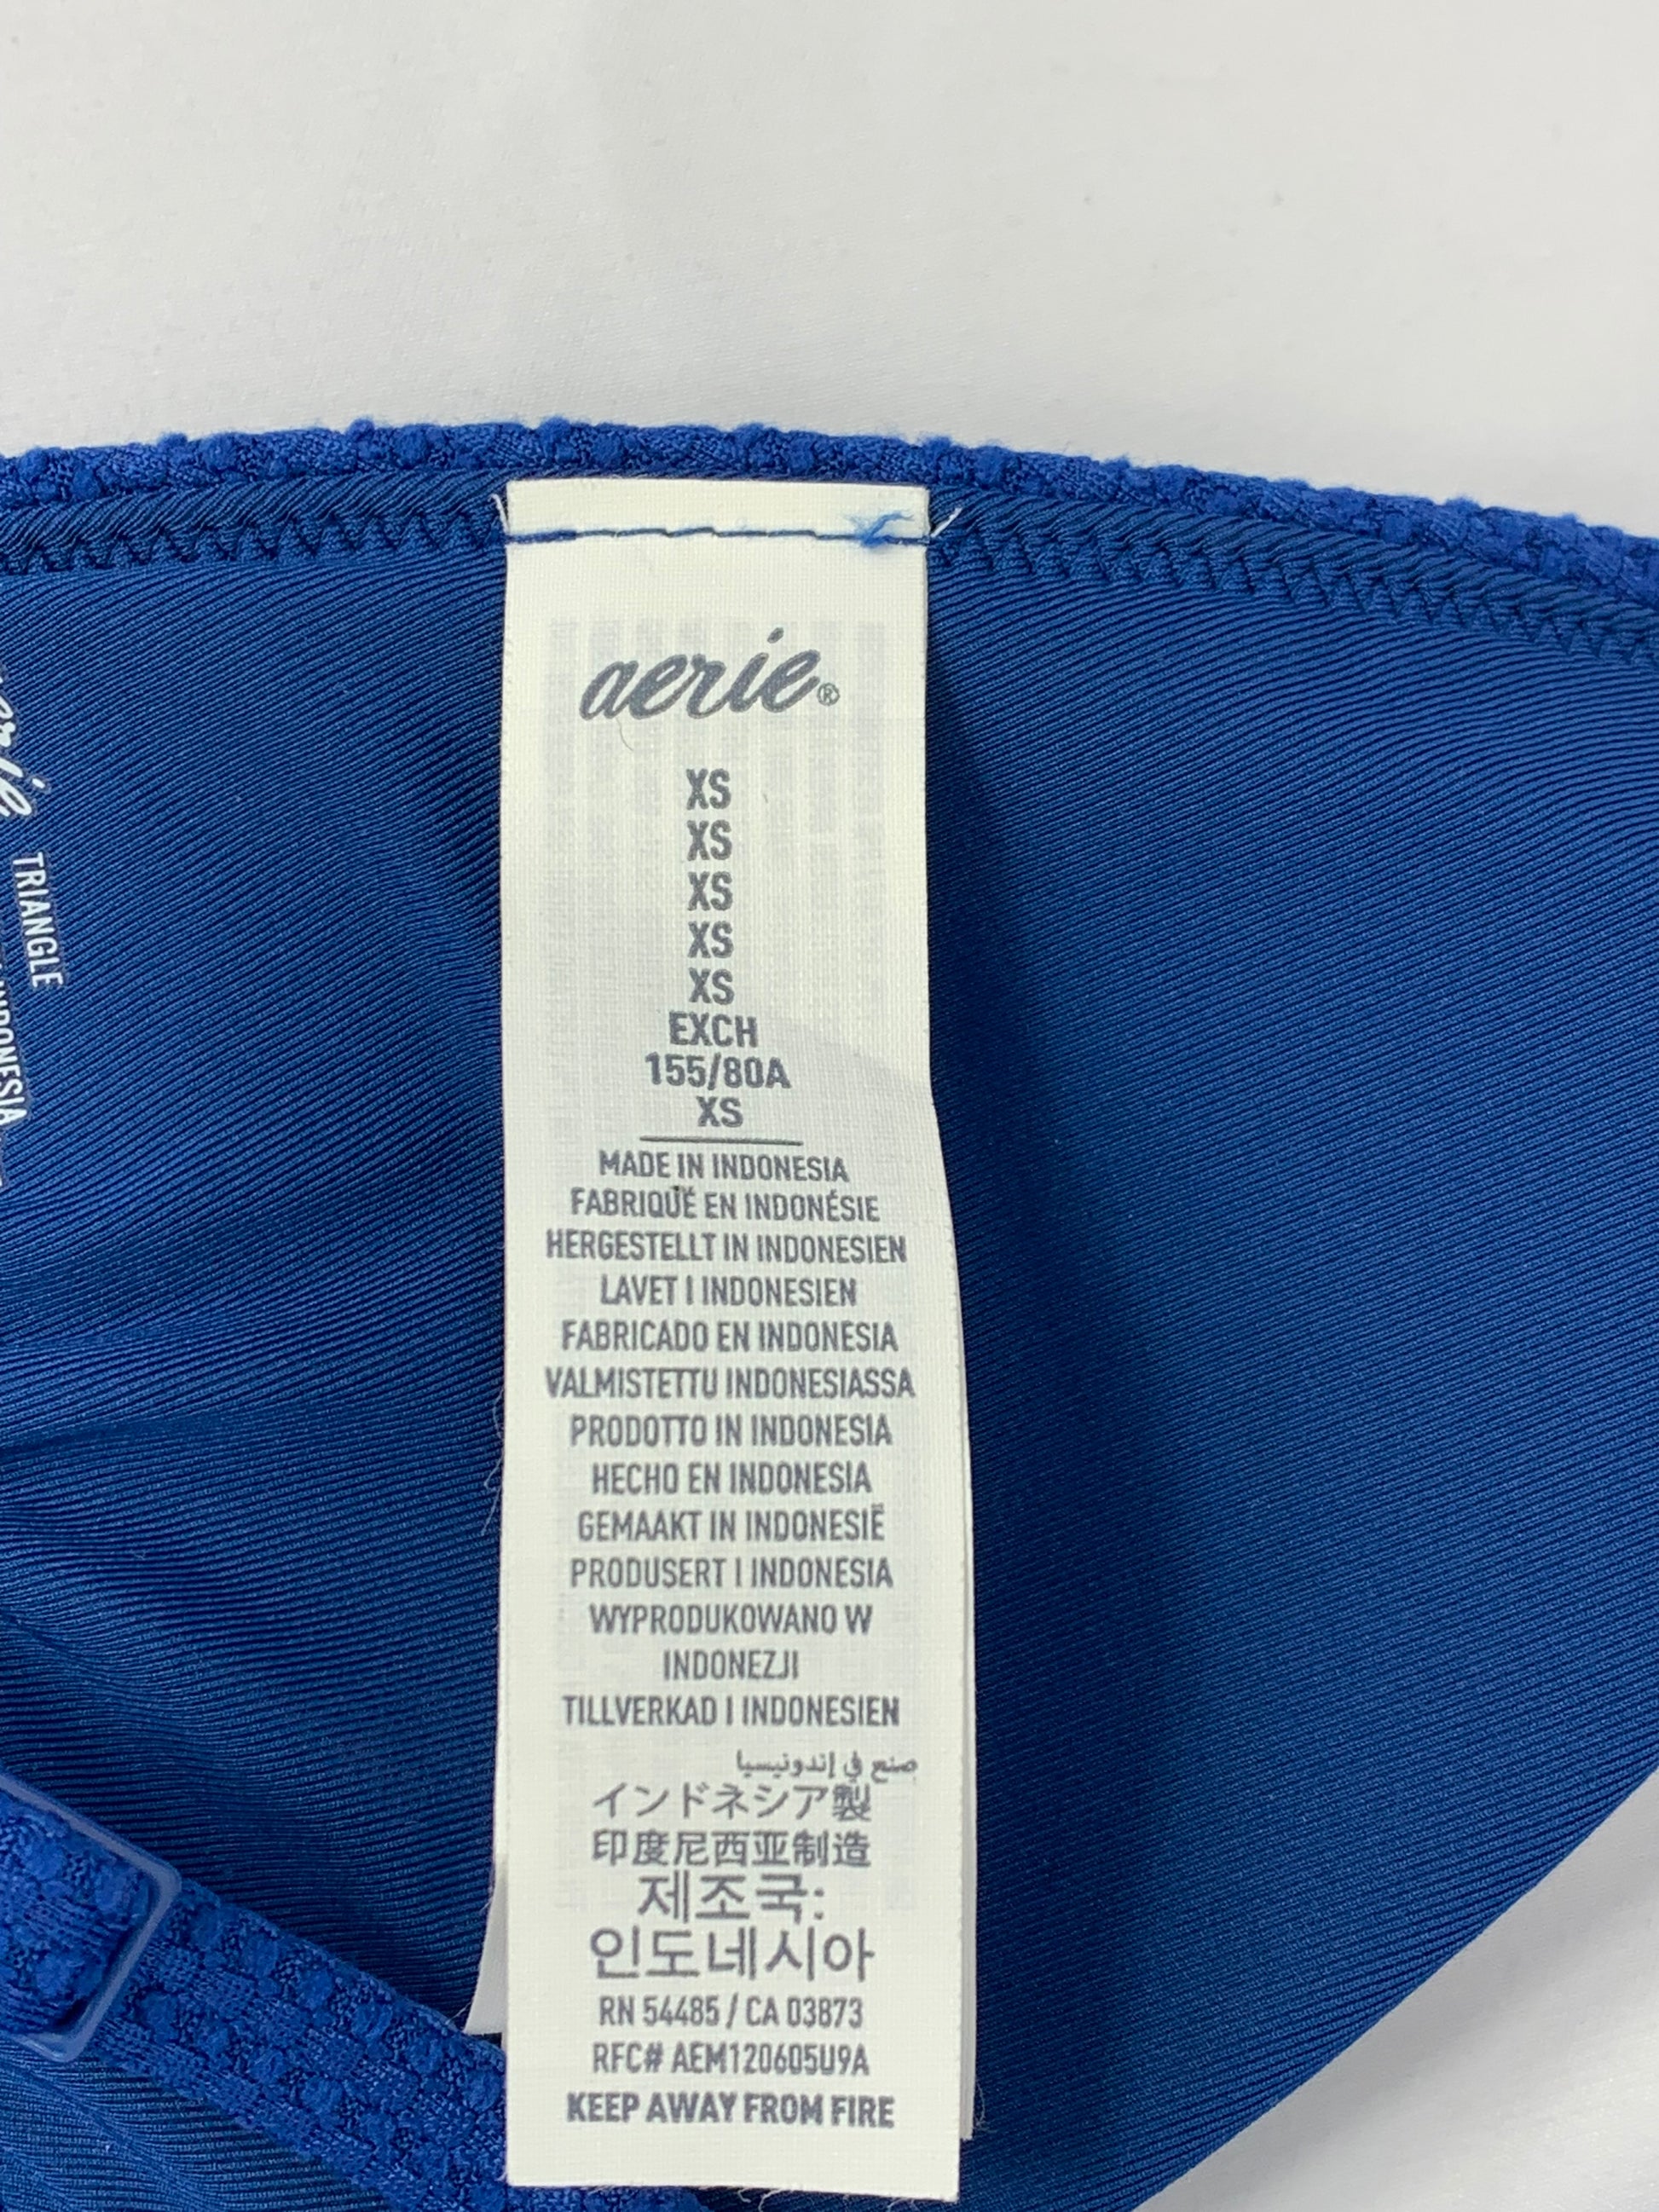 aerie®
XS
XS
XS
XS
XS
EXCH
155/80A
XS
MADE IN INDONESIA
FABRIQUÉ EN INDONÉSIE
HERGESTELLT IN INDONESIEN
LAVET I INDONESIEN
FABRICADO EN INDONESIA
VALMISTETTU INDONESIASSA
PRODOTTO IN INDONESIA
HECHO EN INDONESIA
GEMAAKT IN INDONESIË
PRODUSERT I INDONESIA
WYPRODUKOWANO W
INDONEZJI
TILLVERKAD I INDONESIEN
صنع في إندونيسيا
インドネシア製
印度尼西亚制造
제조국:
인도네시아
RN 54485 / CA 03873
RFC# AEM120605U9A
KEEP AWAY FROM FIRE
TRIANGLE